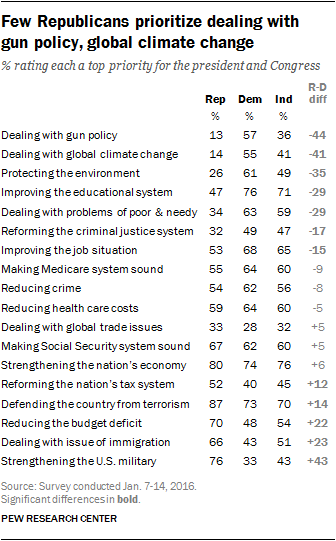 Few Republicans prioritize dealing with
gun policy, global climate change
% rating each a top priority for the president and Congress
Rep Dem Ind R-D diff
% % %
Dealing with gun policy 13 57 36 -44
Dealing with global climate change 14 55 41 -41
Protecting the environment 26 61 49 -35
Improving the educational system 47 76 71 -29
Dealing with problems of poor & needy 34 63 59 -29
Reforming the criminal justice system 32 49 47 -17
Improving the job situation 53 68 65 -15
Making Medicare system sound 55 64 60 -9
Reducing crime 54 62 56 -8
Reducing health care costs 59 64 60 -5
Dealing with global trade issues 33 28 32 +5
Making Social Security system sound 67 62 60 +5
Strengthening the nation's economy 80 74 76 +6
Reforming the nation's tax system 52 40 45 +12
Defending the country from terrorism 87 73 70 +14
Reducing the budget deficit 70 48 54 +22
Dealing with issue of immigration 66 43 51 +23
Strengthening the U.S. military 76 33 43 +43
Source: Survey conducted Jan. 7-14, 2016.
Significant differences in bold.
PEW RESEARCH CENTER